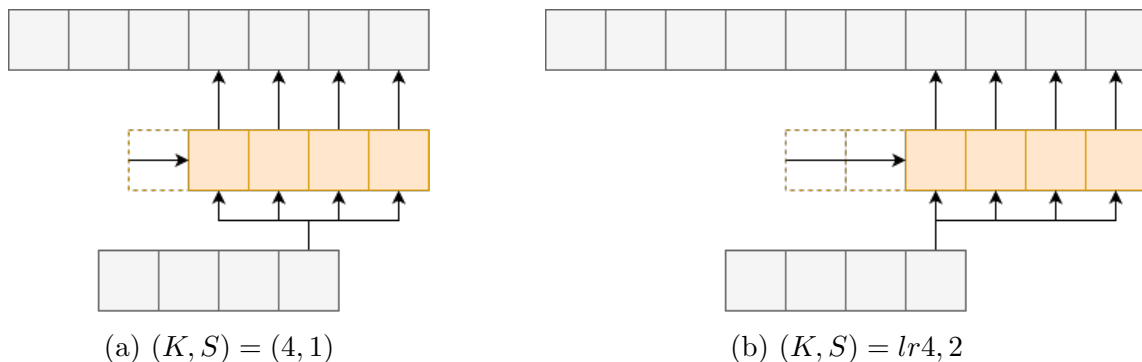 (a) (K, S) = (4, 1)
(b) (K, S) = lr4, 2